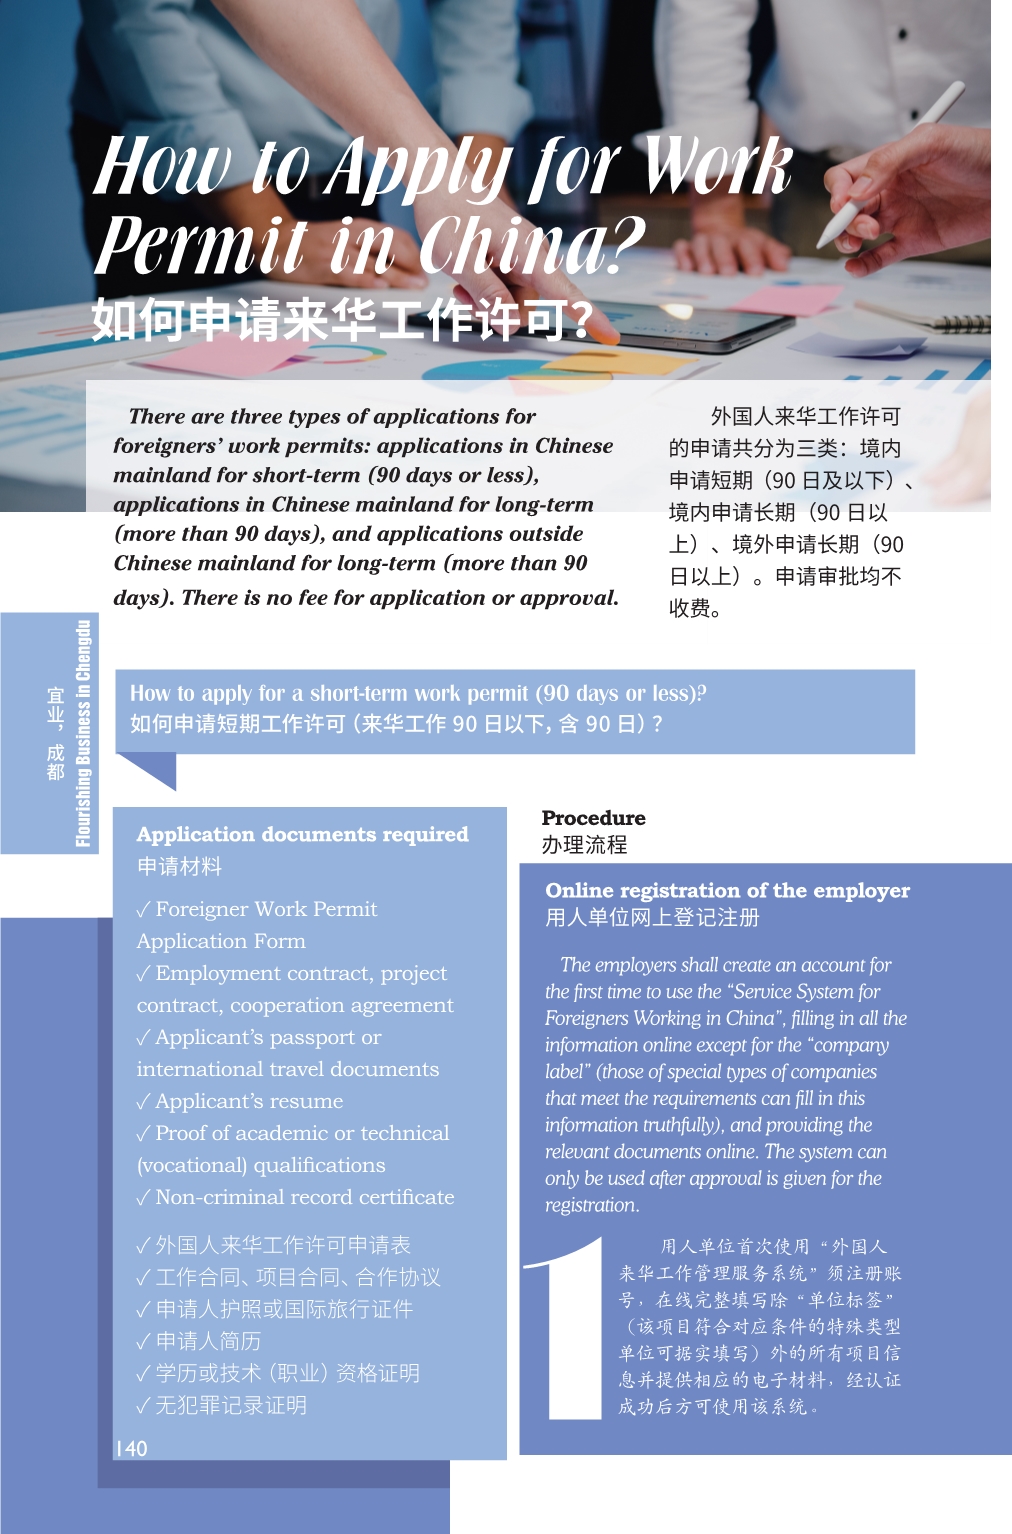 How to Apply for Work
Permit in China?
如何申请来华工作许可？
There are three types of applications for
foreigners’ work permits: applications in Chinese
mainland for short-term (90 days or less),
applications in Chinese mainland for long-term
(more than 90 days), and applications outside
Chinese mainland for long-term (more than 90
days). There is no fee for application or approval.
外国人来华工作许可
的申请共分为三类：境内
申请短期（90 日及以下）、
境内申请长期（90 日以
上）、境外申请长期（90
日以上）。申请审批均不
收费。
宜业，成都
Flourishing Business in Chengdu
How to apply for a short-term work permit (90 days or less)?
如何申请短期工作许可（来华工作 90 日以下，含 90 日）？
Application documents required
申请材料
✓ Foreigner Work Permit
Application Form
✓ Employment contract, project
contract, cooperation agreement
✓ Applicant’s passport or
international travel documents
✓ Applicant’s resume
✓ Proof of academic or technical
(vocational) qualifications
✓ Non-criminal record certificate
✓ 外国人来华工作许可申请表
✓ 工作合同、项目合同、合作协议
✓ 申请人护照或国际旅行证件
✓ 申请人简历
✓ 学历或技术（职业）资格证明
✓ 无犯罪记录证明
140
Procedure
办理流程
Online registration of the employer
用人单位网上登记注册
The employers shall create an account for
the first time to use the “Service System for
Foreigners Working in China”, filling in all the
information online except for the “company
label” (those of special types of companies
that meet the requirements can fill in this
information truthfully), and providing the
relevant documents online. The system can
only be used after approval is given for the
registration.
1
用人单位首次使用“外国人
来华工作管理服务系统”须注册账
号，在线完整填写除“单位标签”
（该项目符合对应条件的特殊类型
单位可据实填写）外的所有项目信
息并提供相应的电子材料，经认证
成功后方可使用该系统。